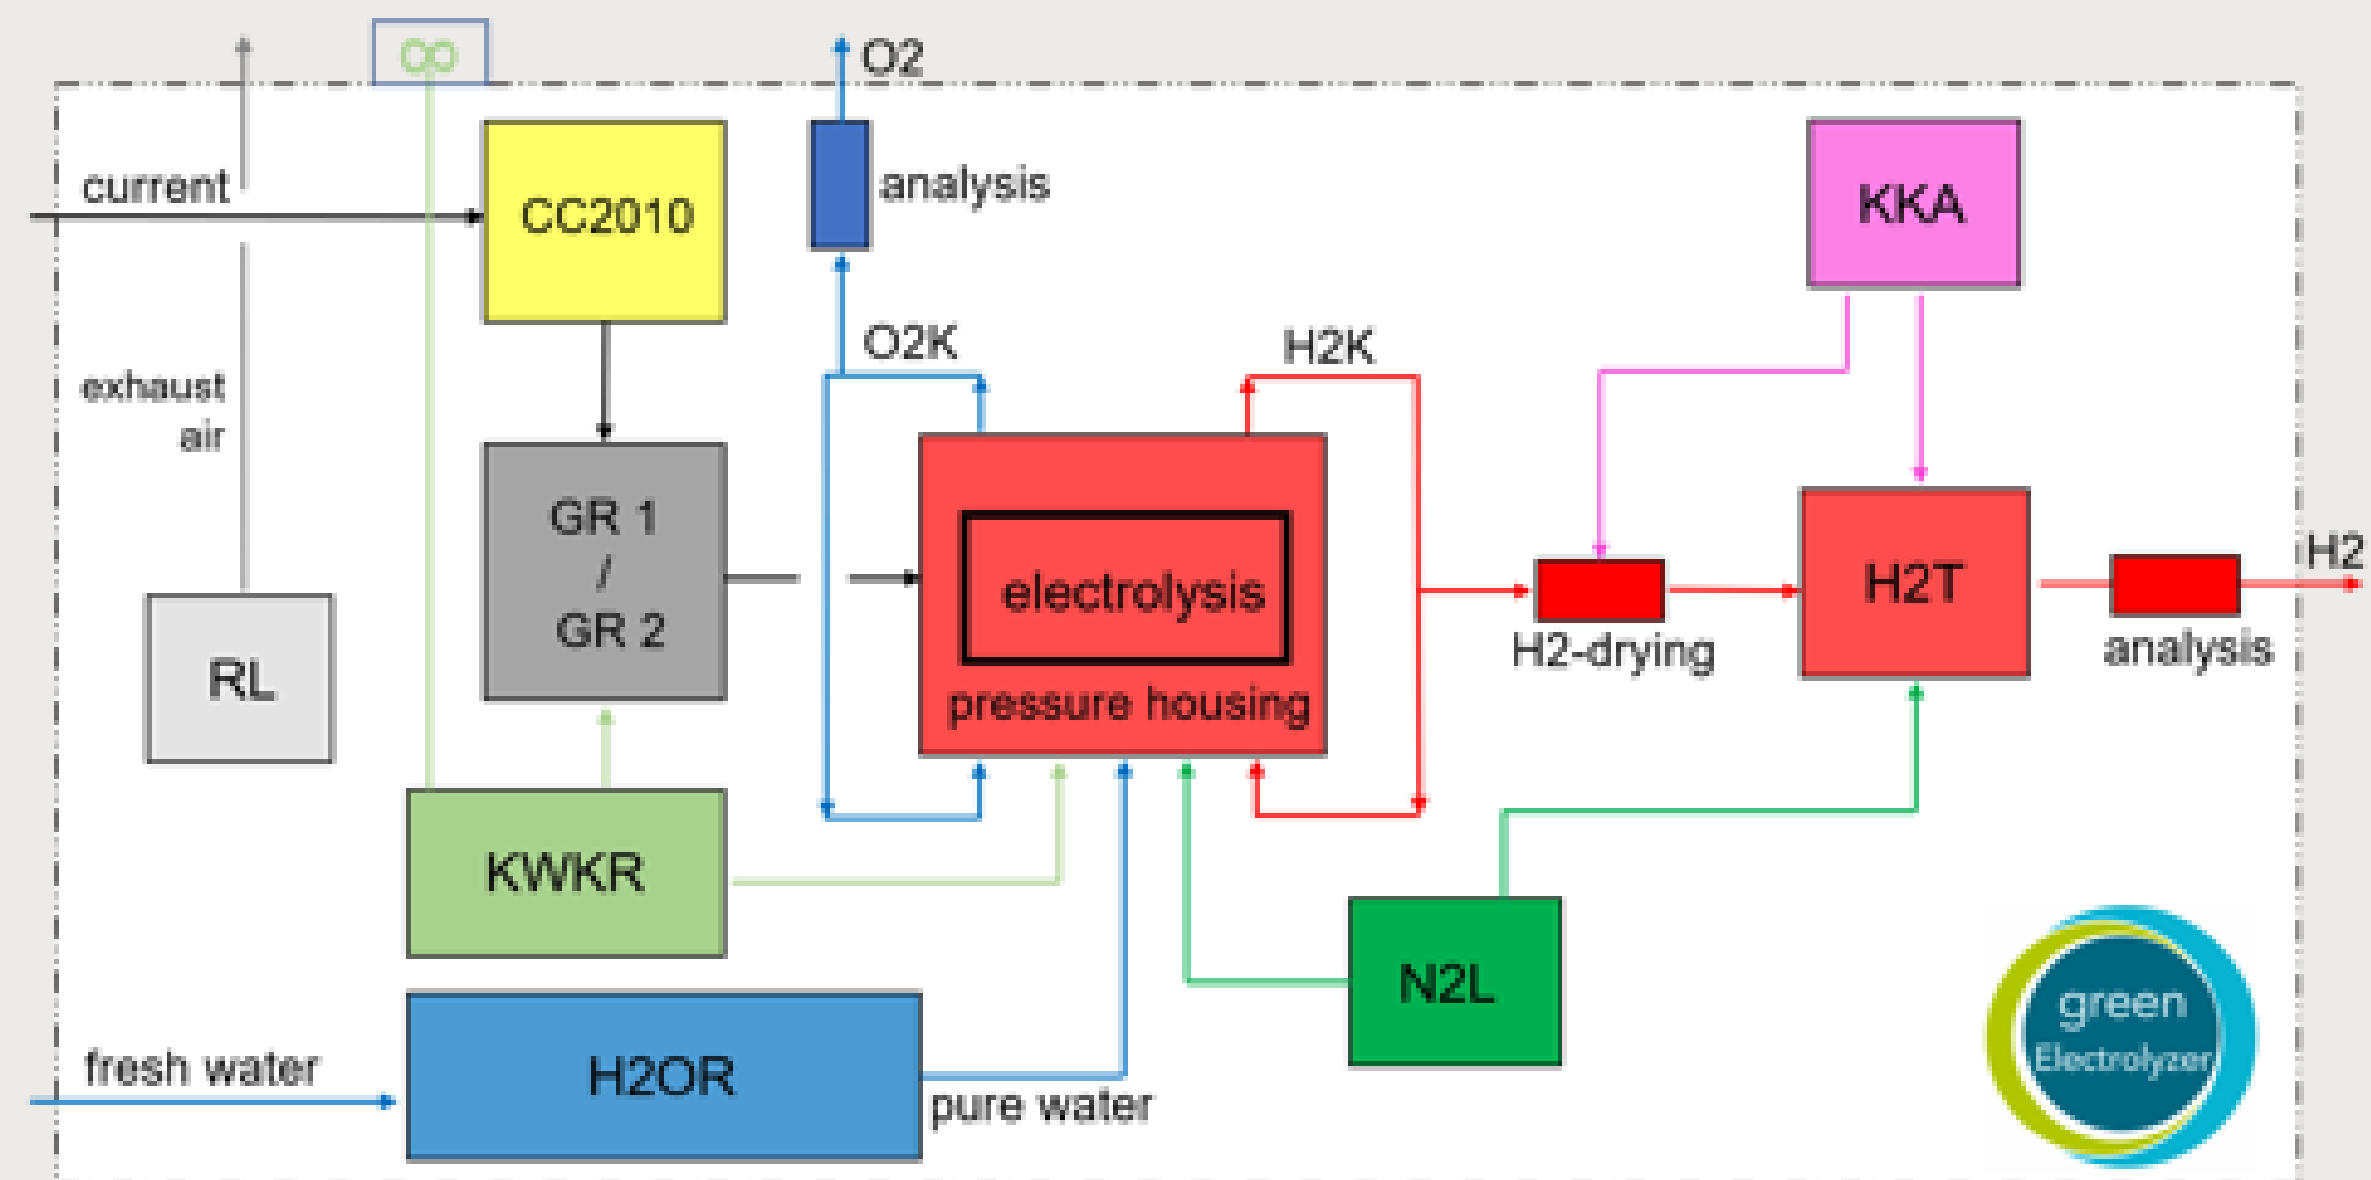 O2
current
CC2010
analysis
KKA
O2K
H2K
exhaust
air
GR 1
/
GR 2
electrolysis
pressure housing
H2-drying
H2T
H2
analysis
RL
KWKR
N2L
fresh water
H2OR
pure water
green
Electrolyzer